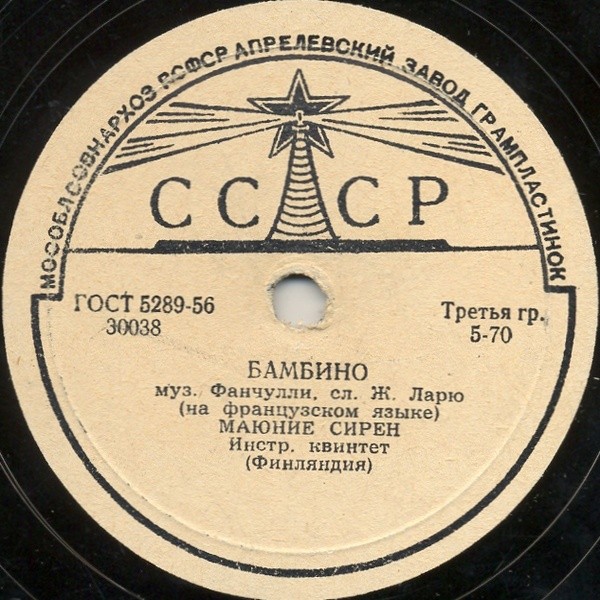 МОСОБЛСОВНАРХОЗ РСФСР АПРЕЛЕВСКИЙ ЗАВОД ГРАМПЛАСТИНОК
СССР
ГОСТ 5289-56
30038
Третья гр.
5-70
БАМБИНО
муз. Фанчулли, сл. Ж. Ларю
(на французском языке)
МАЮНИЕ СИРЕН
Инстр. квинтет
(Финляндия)